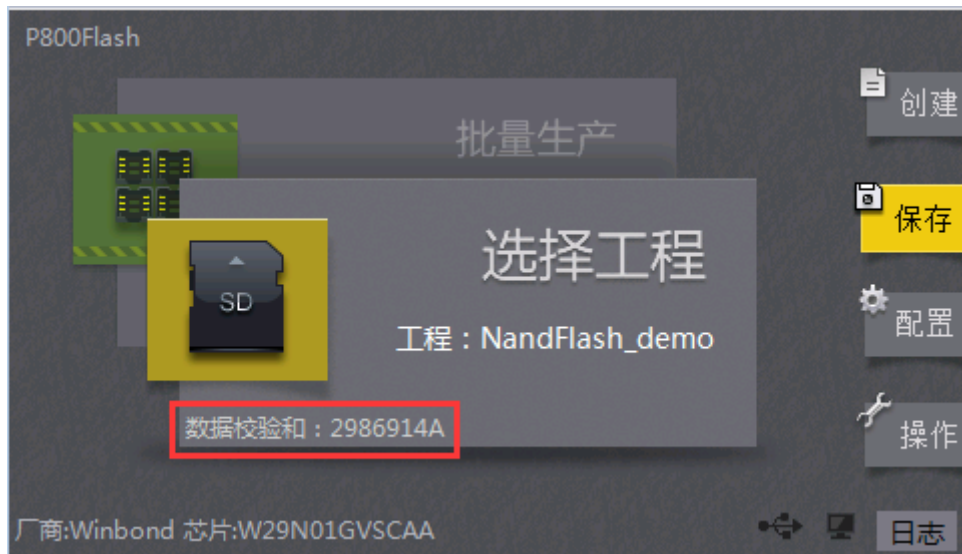 P800Flash
批量生产
选择工程
SD
工程：NandFlash_demo
数据校验和：2986914A
创建
保存
配置
操作
厂商:Winbond 芯片:W29N01GVSCAA
日志